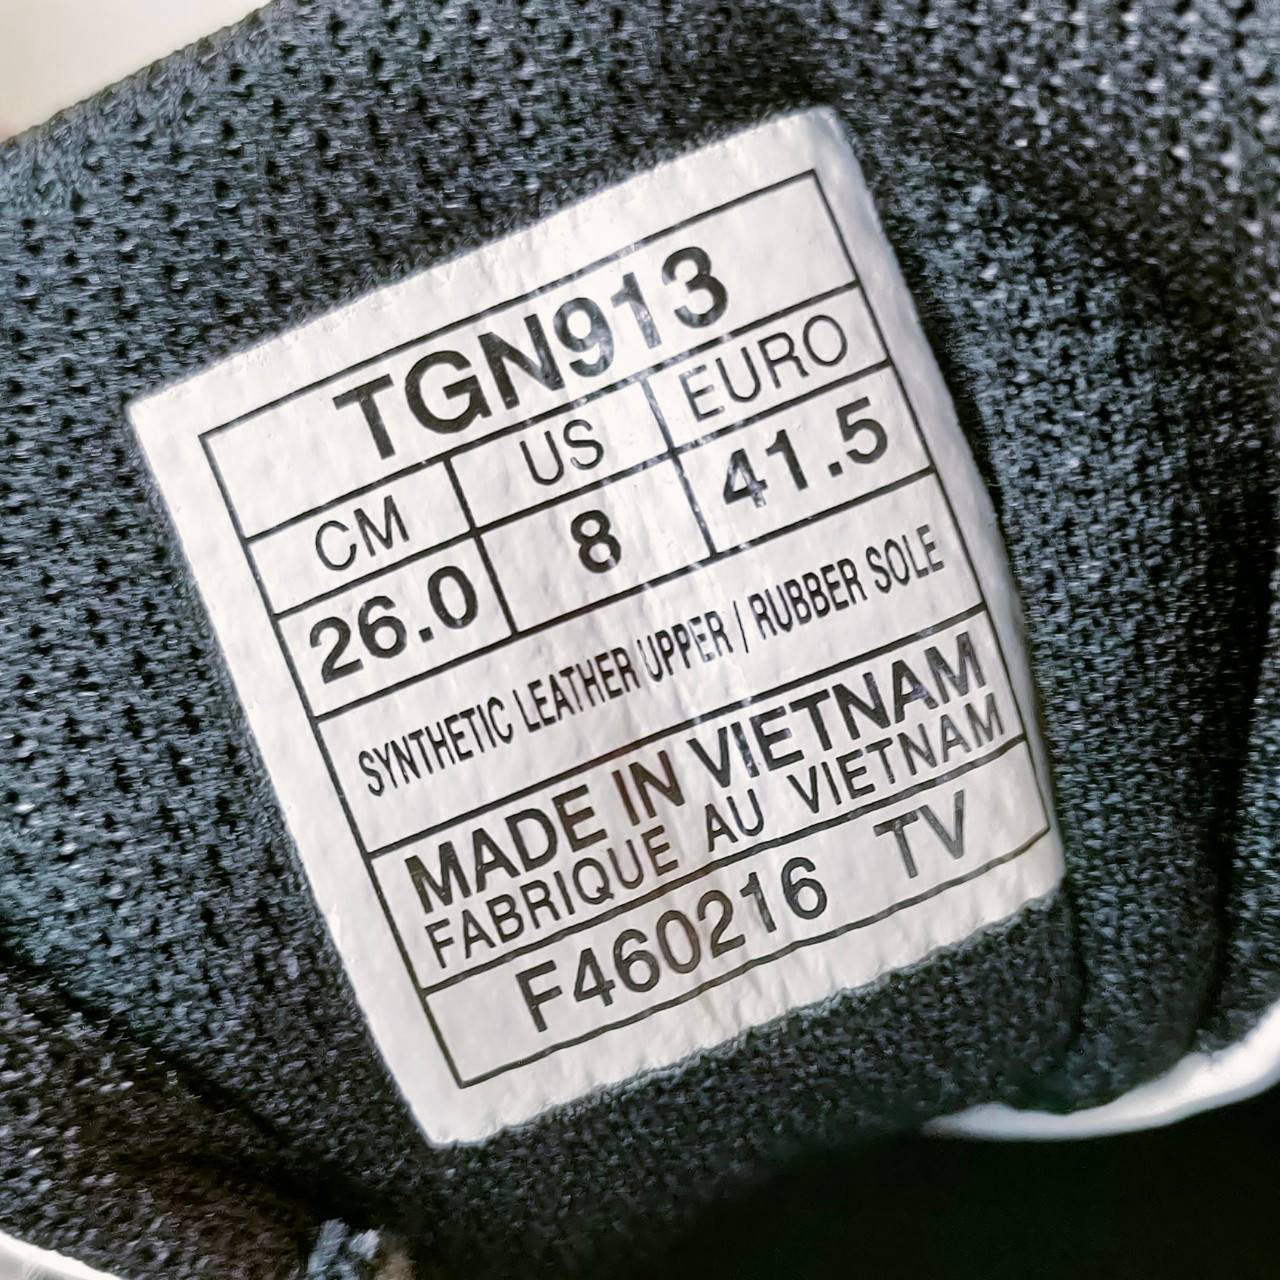 TGN913
CM US EURO
26.0 8 41.5
SYNTHETIC LEATHER UPPER / RUBBER SOLE
MADE IN VIETNAM
FABRIQUE AU VIETNAM
F460216 TV